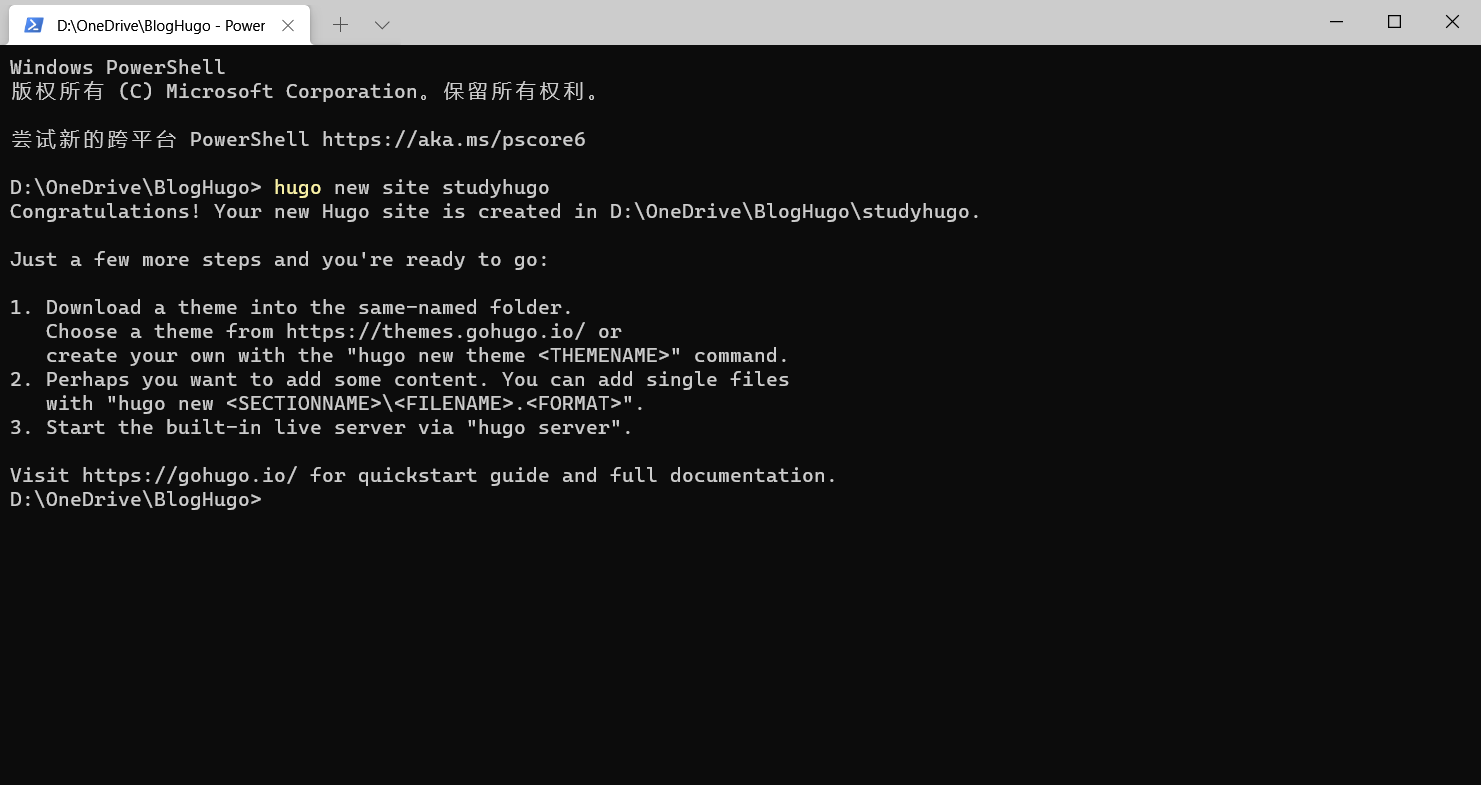 D:\OneDrive\BlogHugo - Power
Windows PowerShell
版权所有 (C) Microsoft Corporation。保留所有权利。
尝试新的跨平台 PowerShell https://aka.ms/pscore6
D:\OneDrive\BlogHugo> hugo new site studyhugo
Congratulations! Your new Hugo site is created in D:\OneDrive\BlogHugo\studyhugo.
Just a few more steps and you're ready to go:
1. Download a theme into the same-named folder.
   Choose a theme from https://themes.gohugo.io/ or
   create your own with the "hugo new theme <THEMENAME>" command.
2. Perhaps you want to add some content. You can add single files
   with "hugo new <SECTIONNAME>\<FILENAME>.<FORMAT>".
3. Start the built-in live server via "hugo server".
Visit https://gohugo.io/ for quickstart guide and full documentation.
D:\OneDrive\BlogHugo>